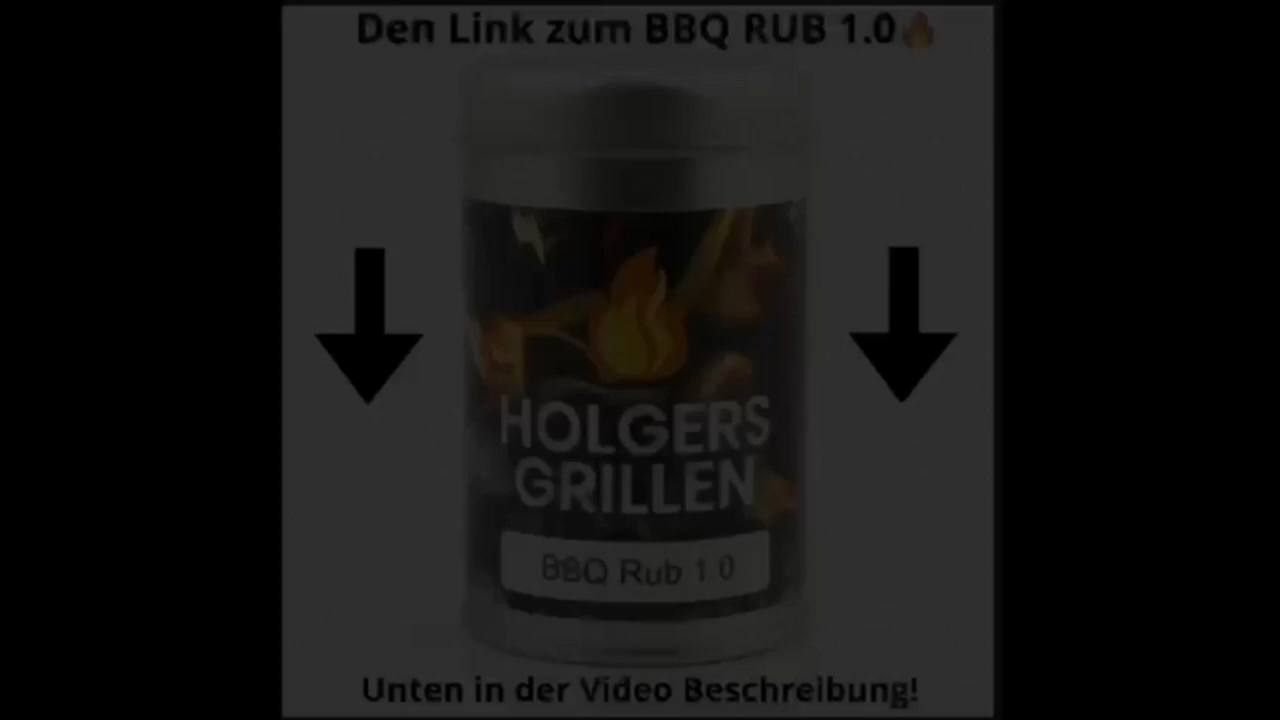 Den Link zum BBQ RUB 1.0🔥
HOLGERS
GRILLEN
BBQ Rub 1.0
Unten in der Video Beschreibung!